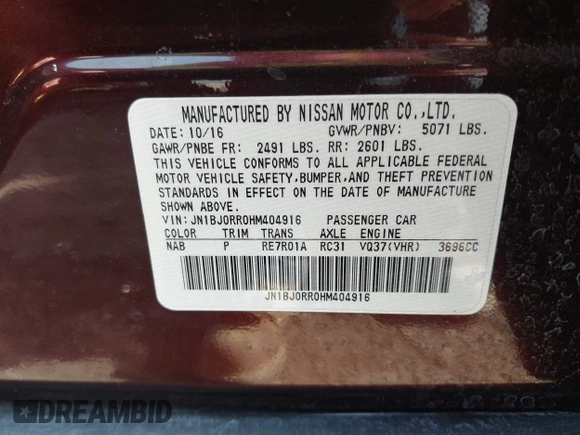 MANUFACTURED BY NISSAN MOTOR CO.,LTD.
DATE: 10/16 GVWR/PNBV: 5071 LBS.
GAWR/PNBE FR: 2491 LBS. RR: 2601 LBS.
THIS VEHICLE CONFORMS TO ALL APPLICABLE FEDERAL
MOTOR VEHICLE SAFETY,BUMPER,AND THEFT PREVENTION
STANDARDS IN EFFECT ON THE DATE OF MANUFACTURE
SHOWN ABOVE.
VIN: JN1BJ0RR0HM404916 PASSENGER CAR
COLOR TRIM TRANS AXLE ENGINE
NAB P RE7R01A RC31 VQ37(VHR) 3696CC
JN1BJ0RR0HM404916
DREAMBID